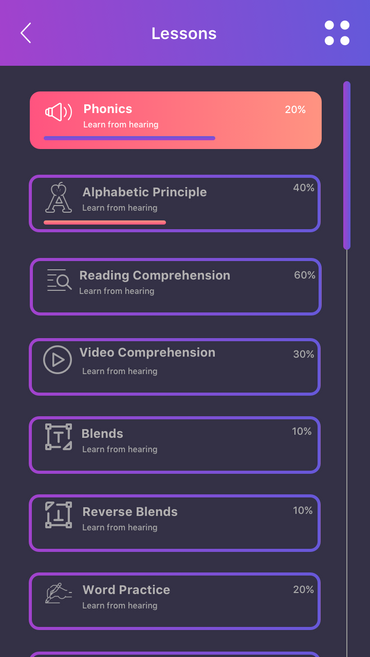 Lessons
Phonics
20%
Learn from hearing
Alphabetic Principle
40%
Learn from hearing
Reading Comprehension
60%
Learn from hearing
Video Comprehension
30%
Learn from hearing
Blends
10%
Learn from hearing
Reverse Blends
10%
Learn from hearing
Word Practice
20%
Learn from hearing